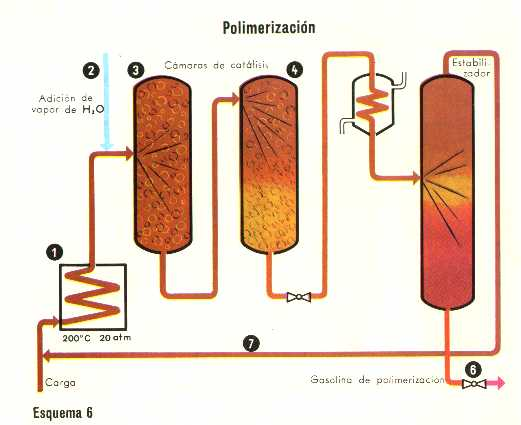 Polimerización
2
3
Cámaras de catálisis
4
Estabili-
zador
Adición de
vapor de H₂O
1
200°C 20 atm
7
Carga
Gasolina de polimerización
6
Esquema 6